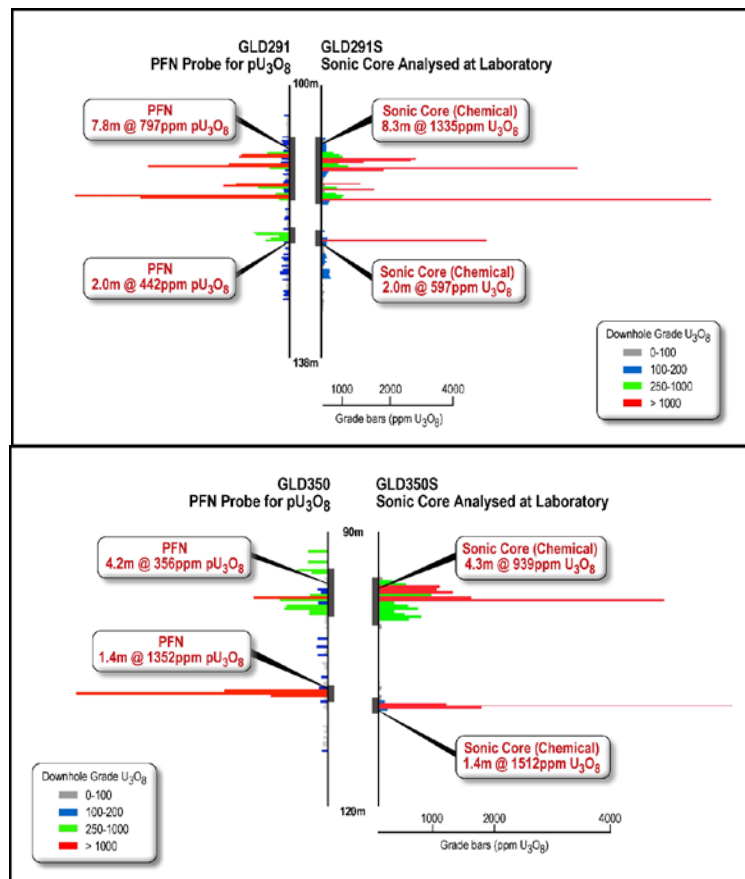 GLD291
PFN Probe for pU₃O₈
GLD291S
Sonic Core Analysed at Laboratory
100m
PFN
7.8m @ 797ppm pU₃O₈
Sonic Core (Chemical)
8.3m @ 1335ppm U₃O₈
PFN
2.0m @ 442ppm pU₃O₈
Sonic Core (Chemical)
2.0m @ 597ppm U₃O₈
138m
1000 2000 4000
Grade bars (ppm U₃O₈)
Downhole Grade U₃O₈
0-100
100-200
250-1000
> 1000
GLD350
PFN Probe for pU₃O₈
GLD350S
Sonic Core Analysed at Laboratory
90m
PFN
4.2m @ 356ppm pU₃O₈
Sonic Core (Chemical)
4.3m @ 939ppm U₃O₈
PFN
1.4m @ 1352ppm pU₃O₈
Sonic Core (Chemical)
1.4m @ 1512ppm U₃O₈
Downhole Grade U₃O₈
0-100
100-200
250-1000
> 1000
120m
1000 2000 4000
Grade bars (ppm U₃O₈)